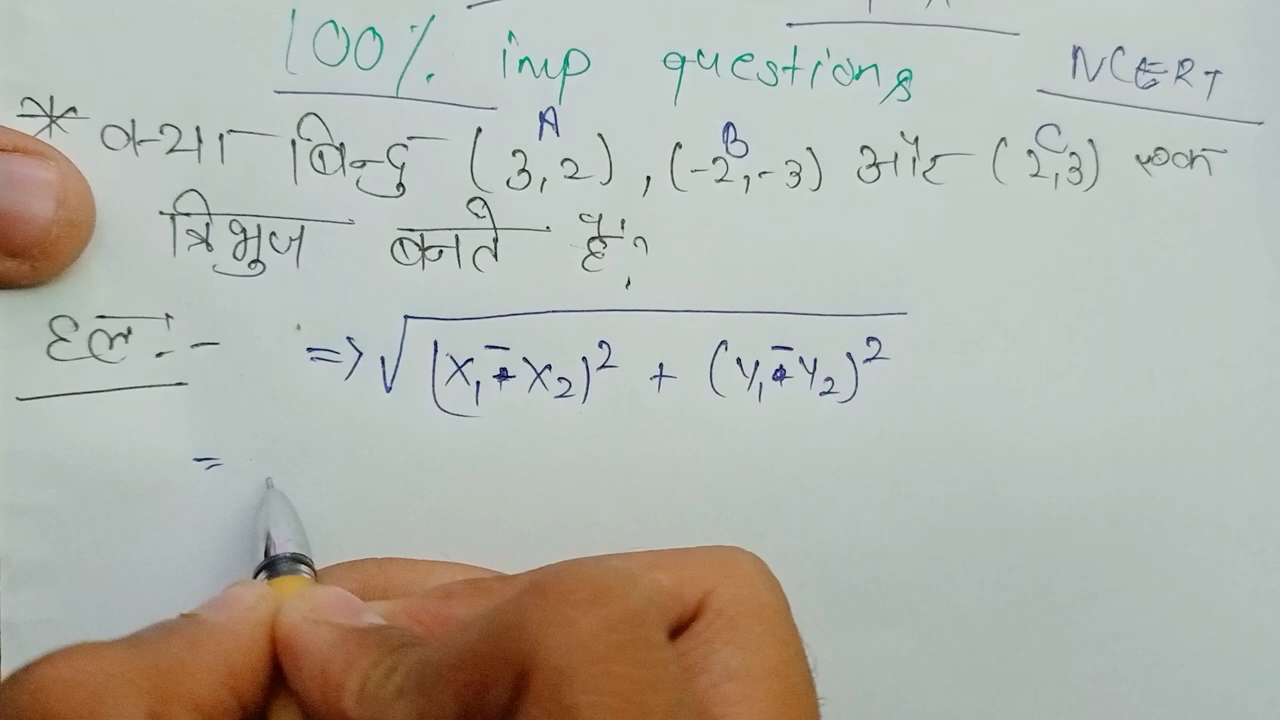 100% imp questions NCERT
* क्या बिन्दु (3,2), (-2,-3) और (2,3) एक
A B C
त्रिभुज बनते हैं?
हल :-
=> √(x₁-x₂)² + (y₁-y₂)²
=